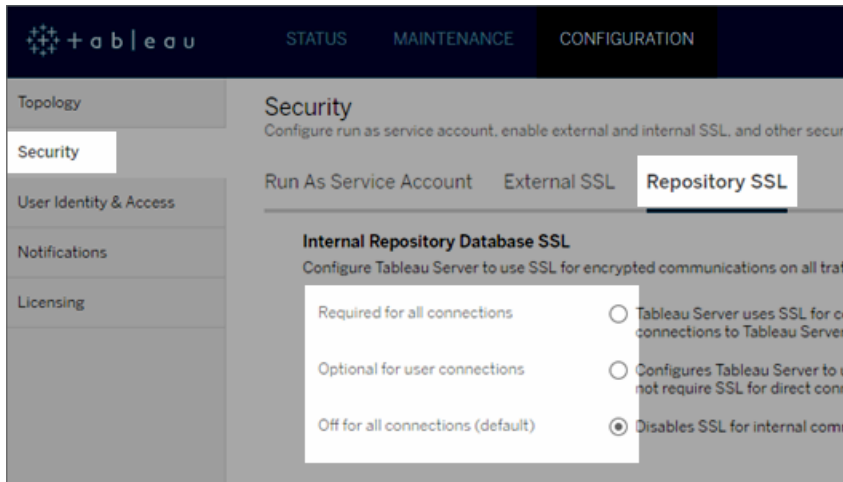 +ableau
STATUS
MAINTENANCE
CONFIGURATION
Topology
Security
User Identity & Access
Notifications
Licensing
Security
Configure run as service account, enable external and internal SSL, and other secur
Run As Service Account
External SSL
Repository SSL
Internal Repository Database SSL
Configure Tableau Server to use SSL for encrypted communications on all traf
Required for all connections
Tableau Server uses SSL for c
connections to Tableau Server
Optional for user connections
Configures Tableau Server to
not require SSL for direct conn
Off for all connections (default)
Disables SSL for internal comm